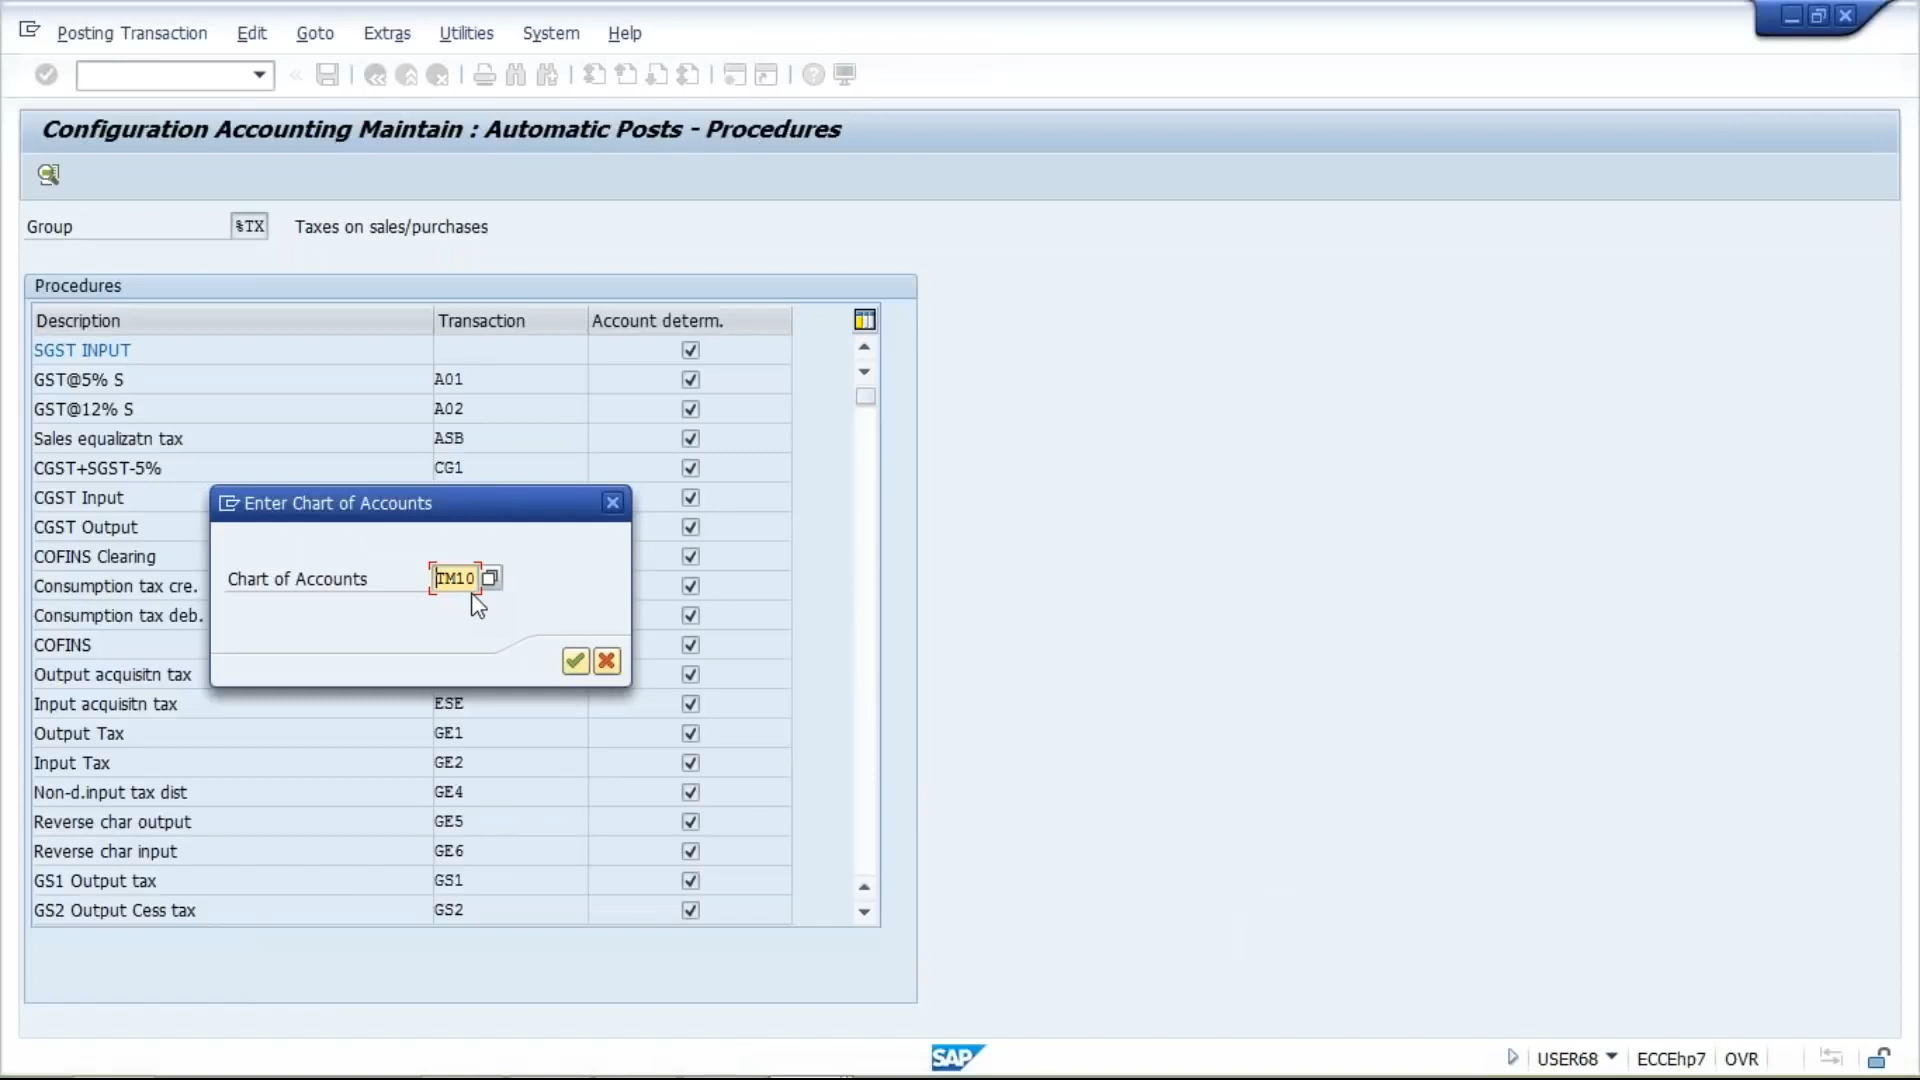 Posting Transaction Edit Goto Extras Utilities System Help
Configuration Accounting Maintain : Automatic Posts - Procedures
Group %TX Taxes on sales/purchases
Procedures
Description Transaction Account determ.
SGST INPUT
GST@5% S A01
GST@12% S A02
Sales equalizatn tax ASB
CGST+SGST-5% CG1
CGST Input
CGST Output
COFINS Clearing
Consumption tax cre.
Consumption tax deb.
COFINS
Output acquisitn tax
Enter Chart of Accounts
Chart of Accounts TM10
Input acquisitn tax ESE
Output Tax GE1
Input Tax GE2
Non-d.input tax dist GE4
Reverse char output GE5
Reverse char input GE6
GS1 Output tax GS1
GS2 Output Cess tax GS2
SAP USER68 ECCEhp7 OVR